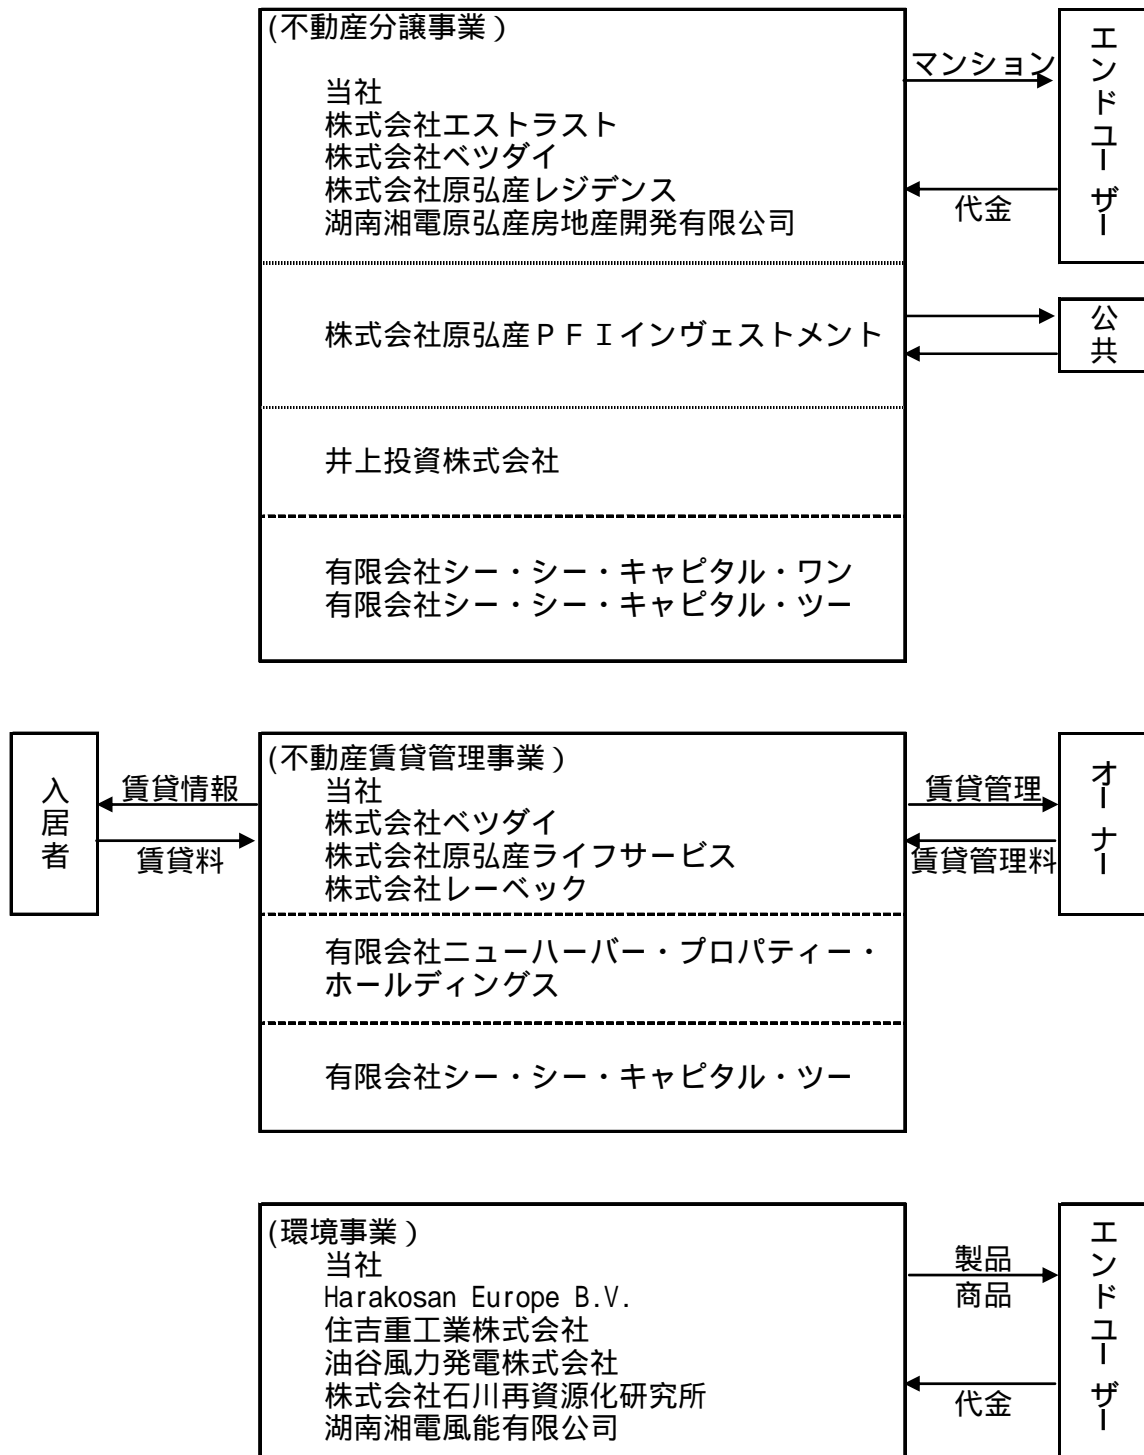 (不動産分譲事業)
当社
株式会社エストラスト
株式会社ベツダイ
株式会社原弘産レジデンス
湖南湘電原弘産房地産開発有限公司
マンション
代金
エンドユーザー
株式会社原弘産PFIインヴェストメント
公共
井上投資株式会社
有限会社シー・シー・キャピタル・ワン
有限会社シー・シー・キャピタル・ツー
入居者
賃貸情報
賃貸料
(不動産賃貸管理事業)
当社
株式会社ベツダイ
株式会社原弘産ライフサービス
株式会社レーベック
賃貸管理
賃貸管理料
オーナー
有限会社ニューハーバー・プロパティー・
ホールディングス
有限会社シー・シー・キャピタル・ツー
(環境事業)
当社
Harakosan Europe B.V.
住吉重工業株式会社
油谷風力発電株式会社
株式会社石川再資源化研究所
湖南湘電風能有限公司
製品
商品
代金
エンドユーザー